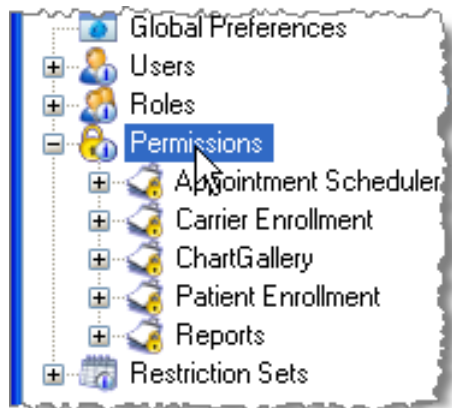 Global Preferences
Users
Roles
Permissions
Appointment Scheduler
Carrier Enrollment
ChartGallery
Patient Enrollment
Reports
Restriction Sets